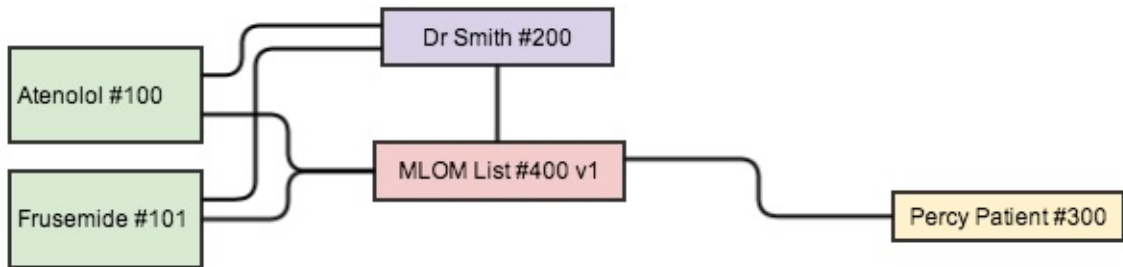 Dr Smith #200
Atenolol #100
MLOM List #400 v1
Frusemide #101
Percy Patient #300